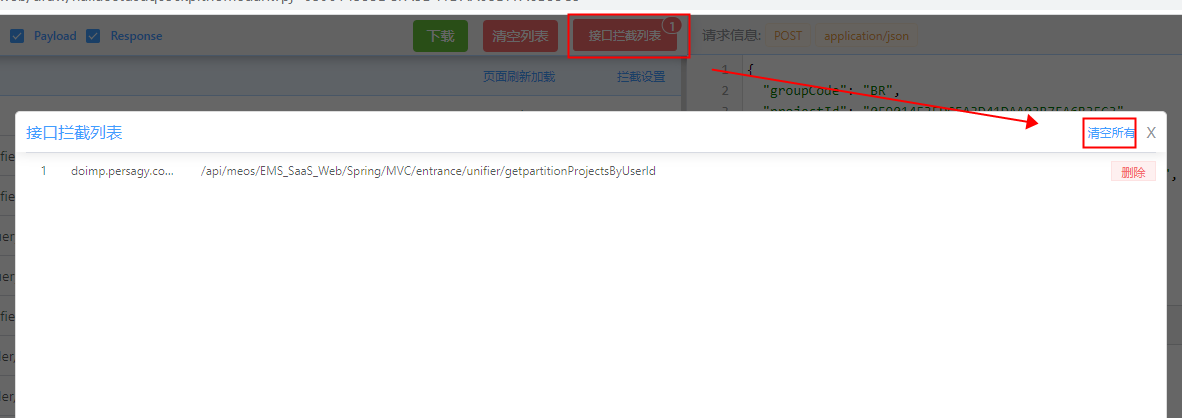 Payload Response 下载 清空列表 接口拦截列表 1 请求信息: POST application/json
页面刷新加载 拦截设置
1 {
2 "groupCode": "BR",
接口拦截列表 清空所有 X
1 doimp.persagy.co... /api/meos/EMS_SaaS_Web/Spring/MVC/entrance/unifier/getpartitionProjectsByUserId 删除